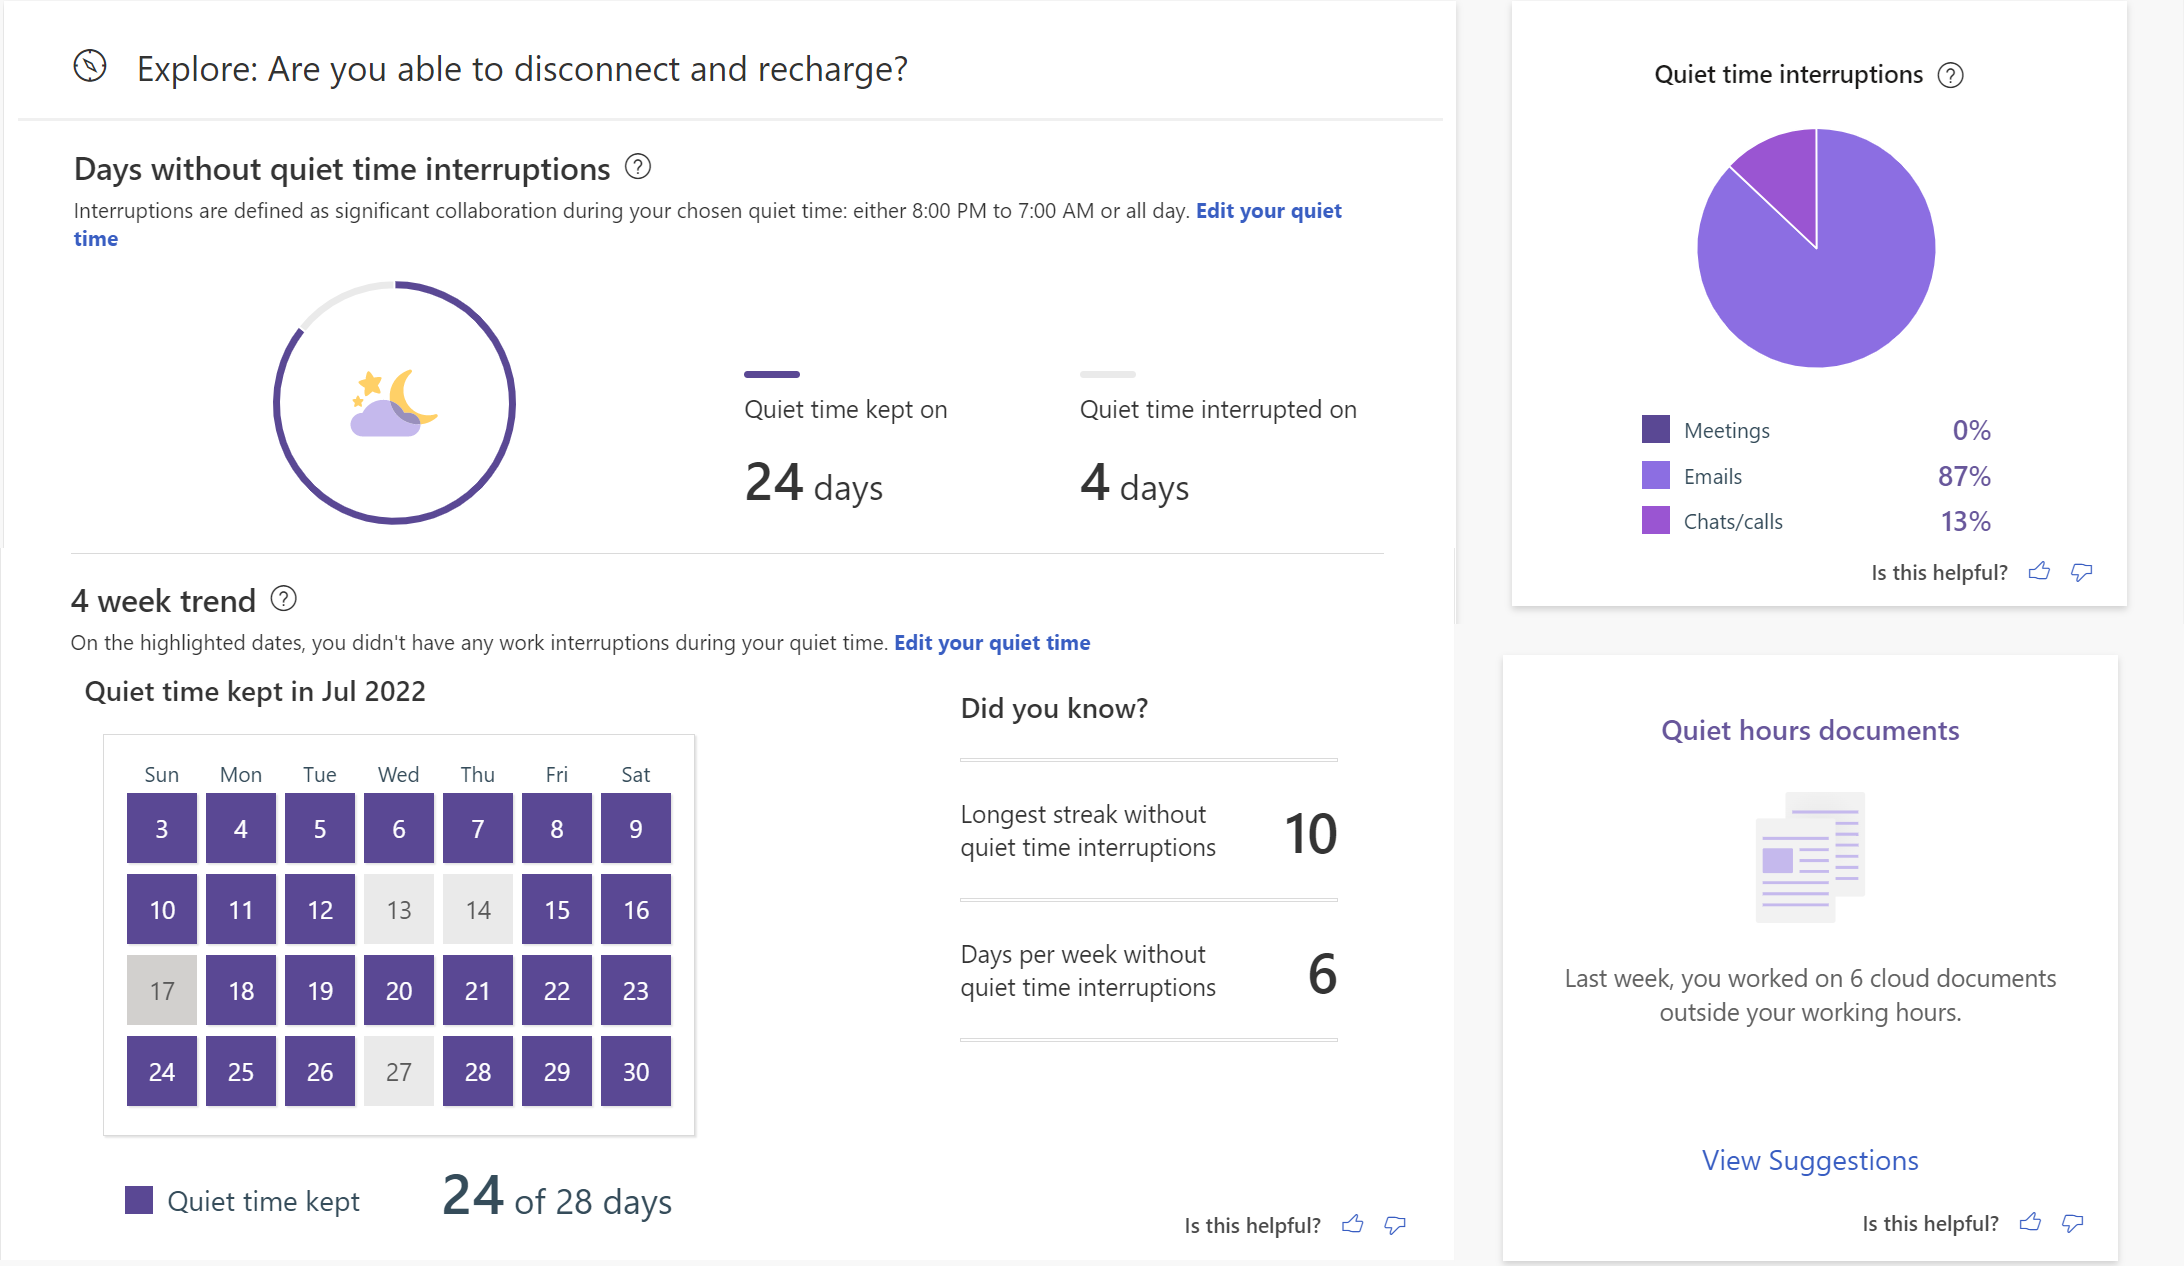 Explore: Are you able to disconnect and recharge?
Days without quiet time interruptions ?
Interruptions are defined as significant collaboration during your chosen quiet time: either 8:00 PM to 7:00 AM or all day. Edit your quiet
time
Quiet time kept on
24 days
Quiet time interrupted on
4 days
4 week trend ?
On the highlighted dates, you didn't have any work interruptions during your quiet time. Edit your quiet time
Quiet time kept in Jul 2022
Sun Mon Tue Wed Thu Fri Sat
3 4 5 6 7 8 9
10 11 12 13 14 15 16
17 18 19 20 21 22 23
24 25 26 27 28 29 30
Quiet time kept 24 of 28 days
Did you know?
Longest streak without
quiet time interruptions
10
Days per week without
quiet time interruptions
6
Is this helpful?
Quiet time interruptions ?
Meetings 0%
Emails 87%
Chats/calls 13%
Is this helpful?
Quiet hours documents
Last week, you worked on 6 cloud documents
outside your working hours.
View Suggestions
Is this helpful?